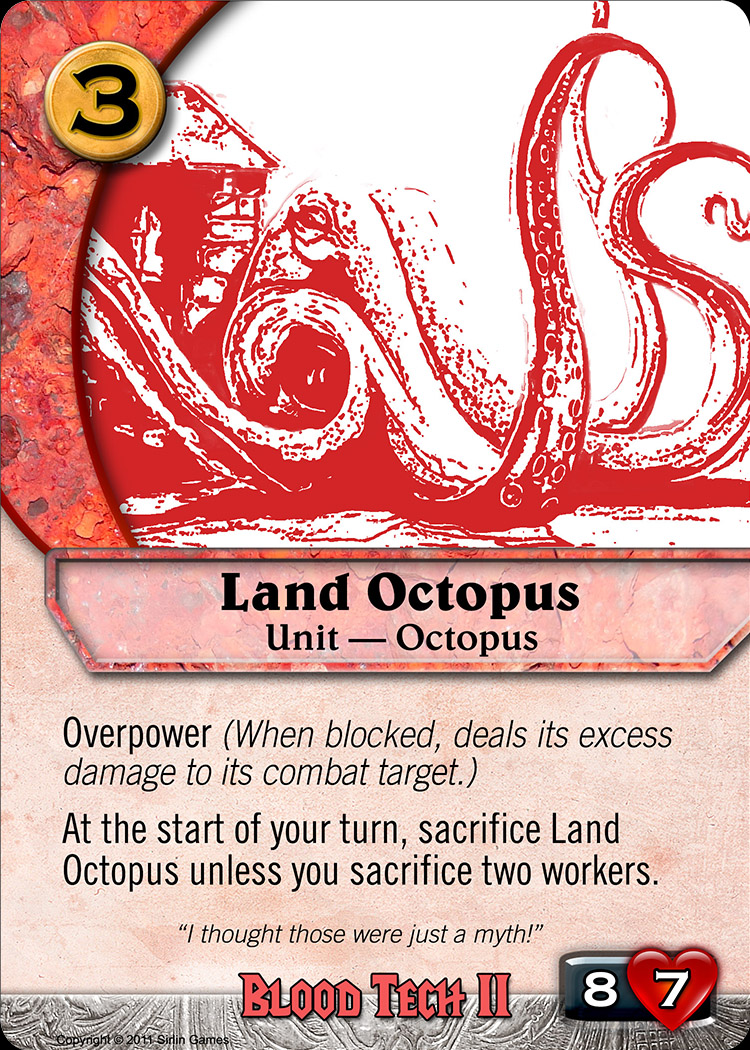 3
Land Octopus
Unit — Octopus
Overpower (When blocked, deals its excess
damage to its combat target.)
At the start of your turn, sacrifice Land
Octopus unless you sacrifice two workers.
“I thought those were just a myth!”
Blood Tech II
8 7
Copyright © 2011 Sirlin Games